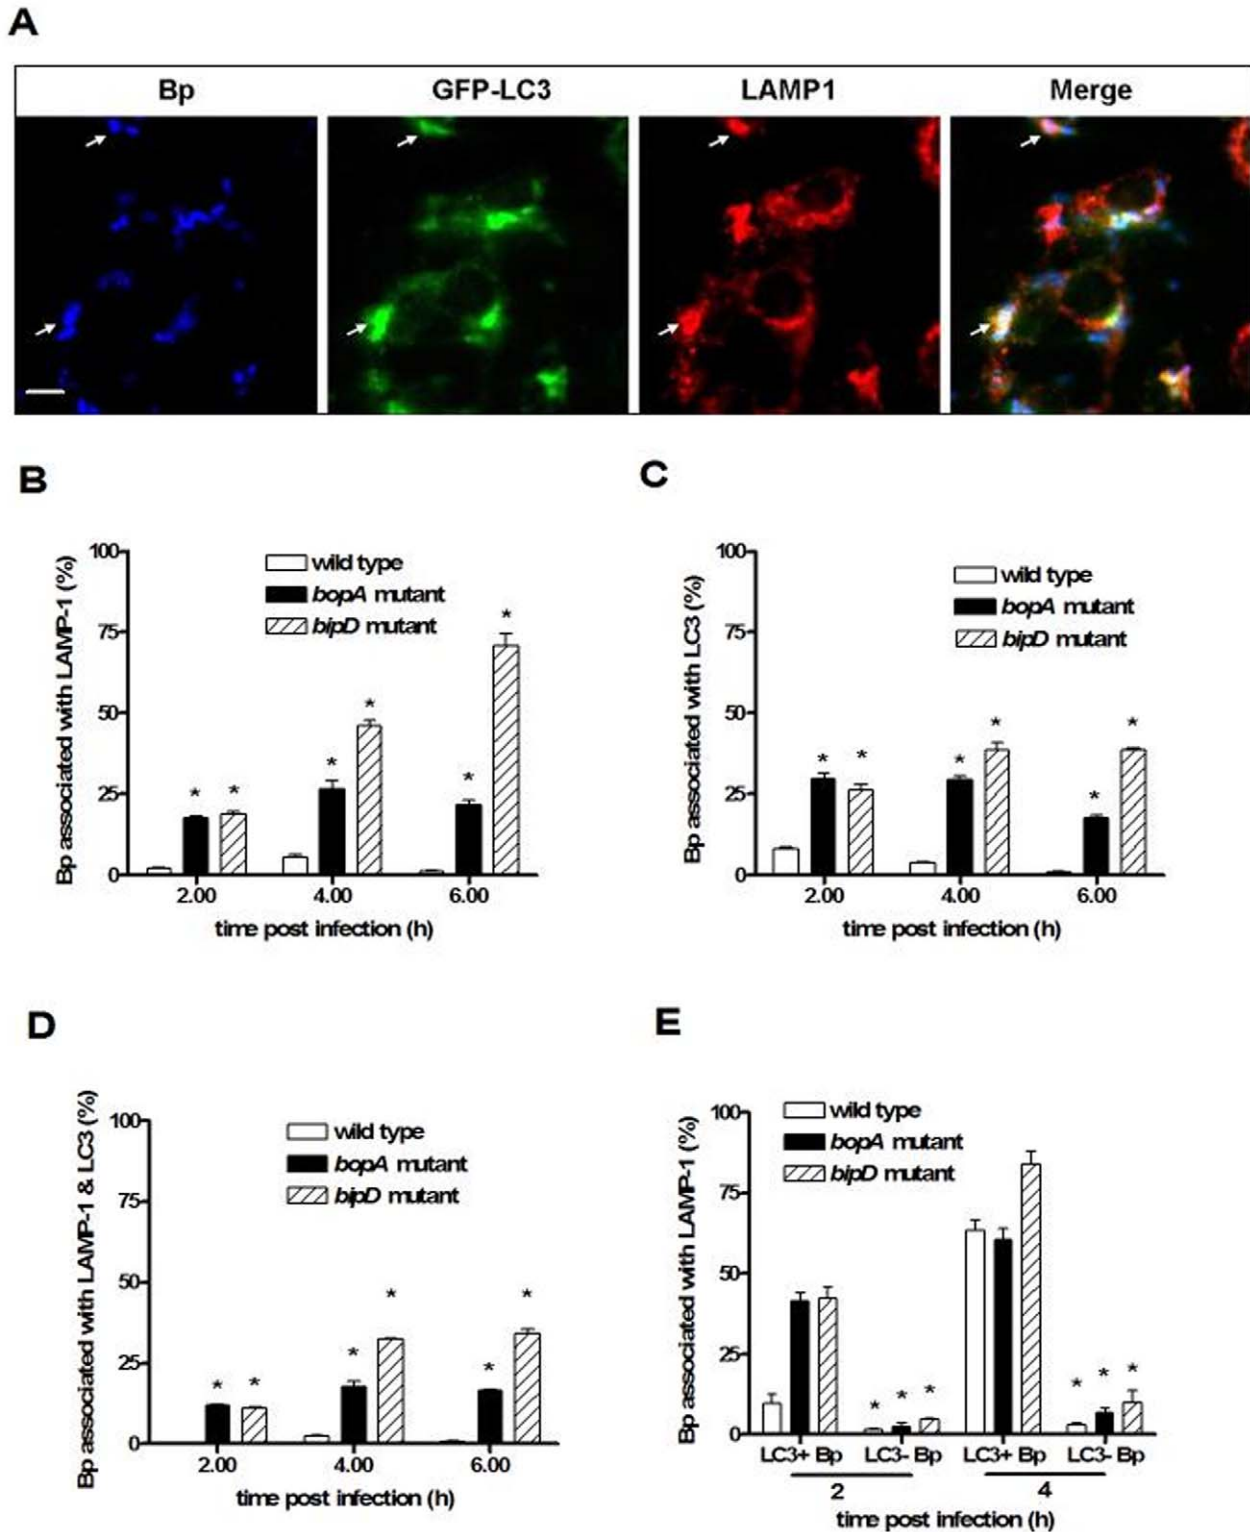 A
Bp GFP-LC3 LAMP1 Merge
B
100
75
50
25
0
Bp associated with LAMP-1 (%)
wild type
bopA mutant
bipD mutant
* * * * * *
2.00 4.00 6.00
time post infection (h)
C
100
75
50
25
0
Bp associated with LC3 (%)
wild type
bopA mutant
bipD mutant
* * * * * *
2.00 4.00 6.00
time post infection (h)
D
100
75
50
25
0
Bp associated with LAMP-1 & LC3 (%)
wild type
bopA mutant
bipD mutant
* * * * * *
2.00 4.00 6.00
time post infection (h)
E
100
75
50
25
0
Bp associated with LAMP-1 (%)
wild type
bopA mutant
bipD mutant
* * * * * *
LC3+ Bp LC3- Bp LC3+ Bp LC3- Bp
2 4
time post infection (h)